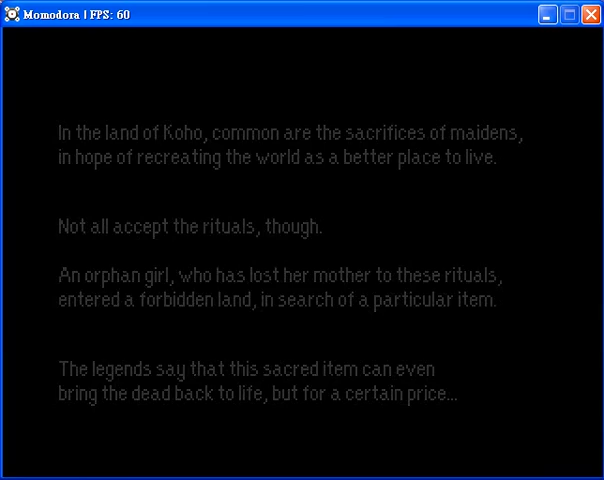 Momodora | FPS: 60
In the land of Koho, common are the sacrifices of maidens,
in hope of recreating the world as a better place to live.
Not all accept the rituals, though.
An orphan girl, who has lost her mother to these rituals,
entered a forbidden land, in search of a particular item.
The legends say that this sacred item can even
bring the dead back to life, but for a certain price...